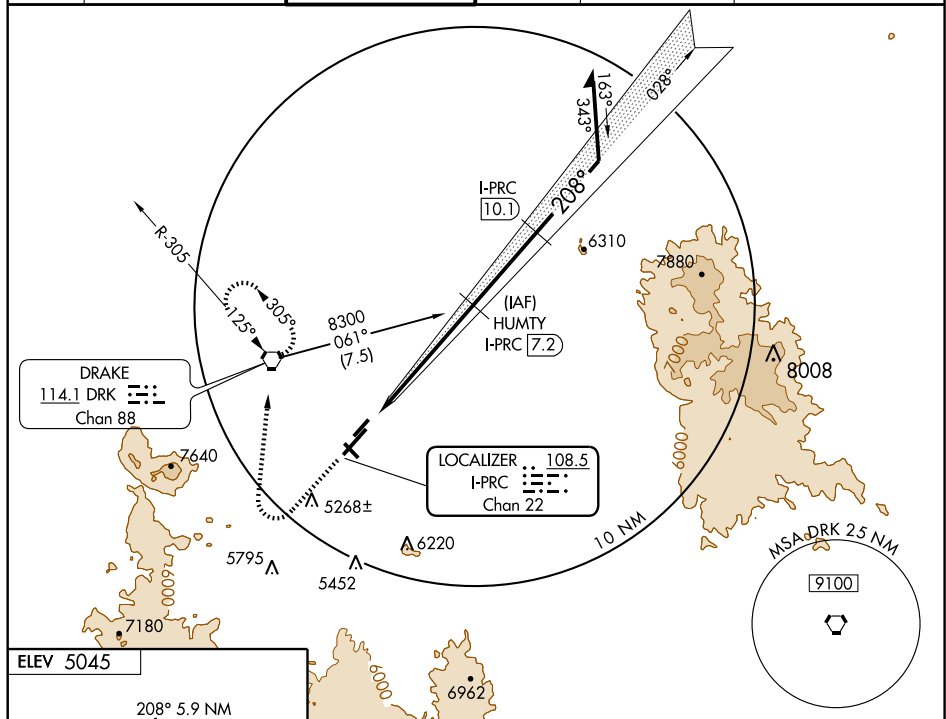 163°
343°
028°
I-PRC
10.1
208°
6310
7880
R-305
305°
125°
8300
061°
(7.5)
(IAF)
HUMTY
I-PRC 7.2
7000
8008
DRAKE
114.1 DRK
Chan 88
7640
LOCALIZER 108.5
I-PRC
Chan 22
6000
5268±
6220
10 NM
5795
5452
MSA DRK 25 NM
9100
6000
7180
ELEV 5045
6000
6962
208° 5.9 NM